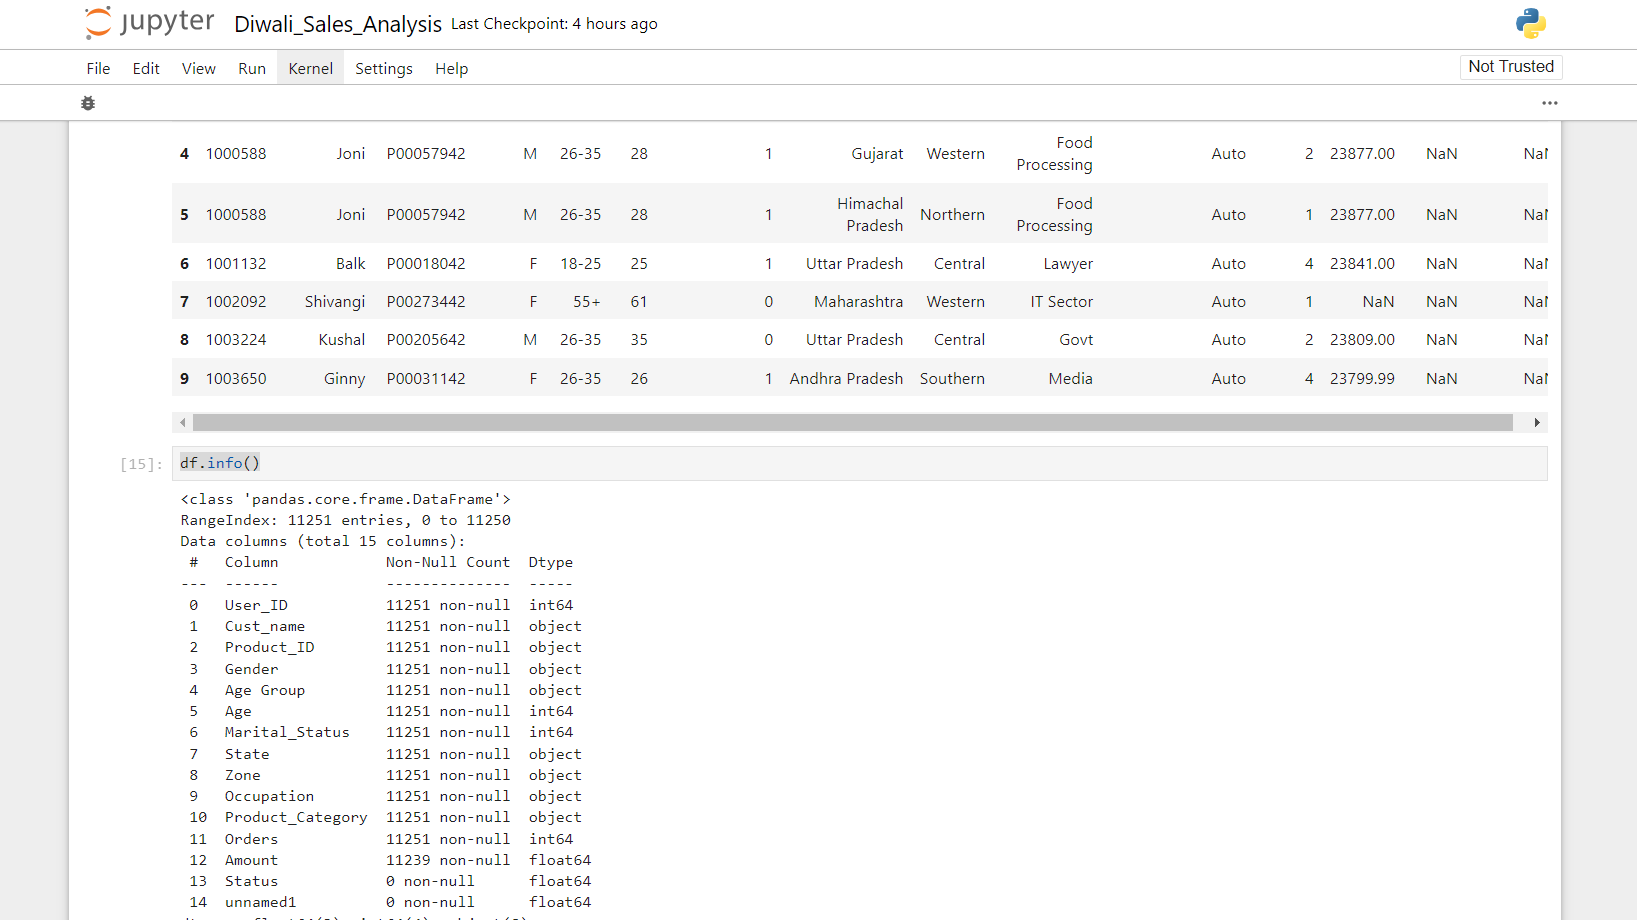 jupyter Diwali_Sales_Analysis Last Checkpoint: 4 hours ago
File Edit View Run Kernel Settings Help Not Trusted
4 1000588 Joni P00057942 M 26-35 28 1 Gujarat Western Food Processing Auto 2 23877.00 NaN NaN
5 1000588 Joni P00057942 M 26-35 28 1 Himachal Pradesh Northern Food Processing Auto 1 23877.00 NaN NaN
6 1001132 Balk P00018042 F 18-25 25 1 Uttar Pradesh Central Lawyer Auto 4 23841.00 NaN NaN
7 1002092 Shivangi P00273442 F 55+ 61 0 Maharashtra Western IT Sector Auto 1 NaN NaN NaN
8 1003224 Kushal P00205642 M 26-35 35 0 Uttar Pradesh Central Govt Auto 2 23809.00 NaN NaN
9 1003650 Ginny P00031142 F 26-35 26 1 Andhra Pradesh Southern Media Auto 4 23799.99 NaN NaN
[15]: df.info()
<class 'pandas.core.frame.DataFrame'>
RangeIndex: 11251 entries, 0 to 11250
Data columns (total 15 columns):
# Column Non-Null Count Dtype
--- ------ -------------- -----
0 User_ID 11251 non-null int64
1 Cust_name 11251 non-null object
2 Product_ID 11251 non-null object
3 Gender 11251 non-null object
4 Age Group 11251 non-null object
5 Age 11251 non-null int64
6 Marital_Status 11251 non-null int64
7 State 11251 non-null object
8 Zone 11251 non-null object
9 Occupation 11251 non-null object
10 Product_Category 11251 non-null object
11 Orders 11251 non-null int64
12 Amount 11239 non-null float64
13 Status 0 non-null float64
14 unnamed1 0 non-null float64